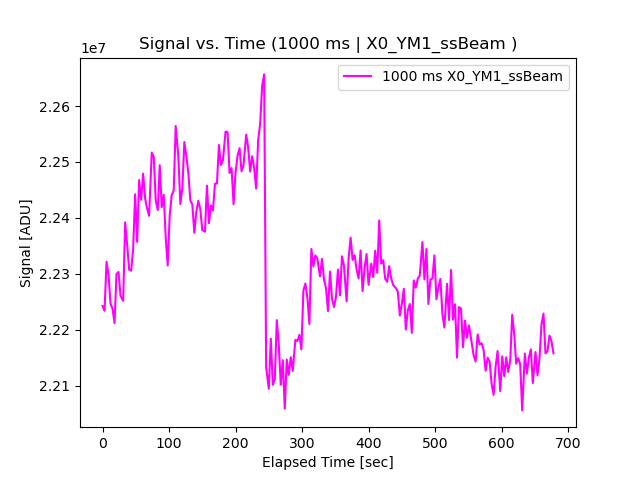 Signal vs. Time (1000 ms | X0_YM1_ssBeam )
1e7
1000 ms X0_YM1_ssBeam
2.26
2.25
2.24
2.23
2.22
2.21
Signal [ADU]
0 100 200 300 400 500 600 700
Elapsed Time [sec]